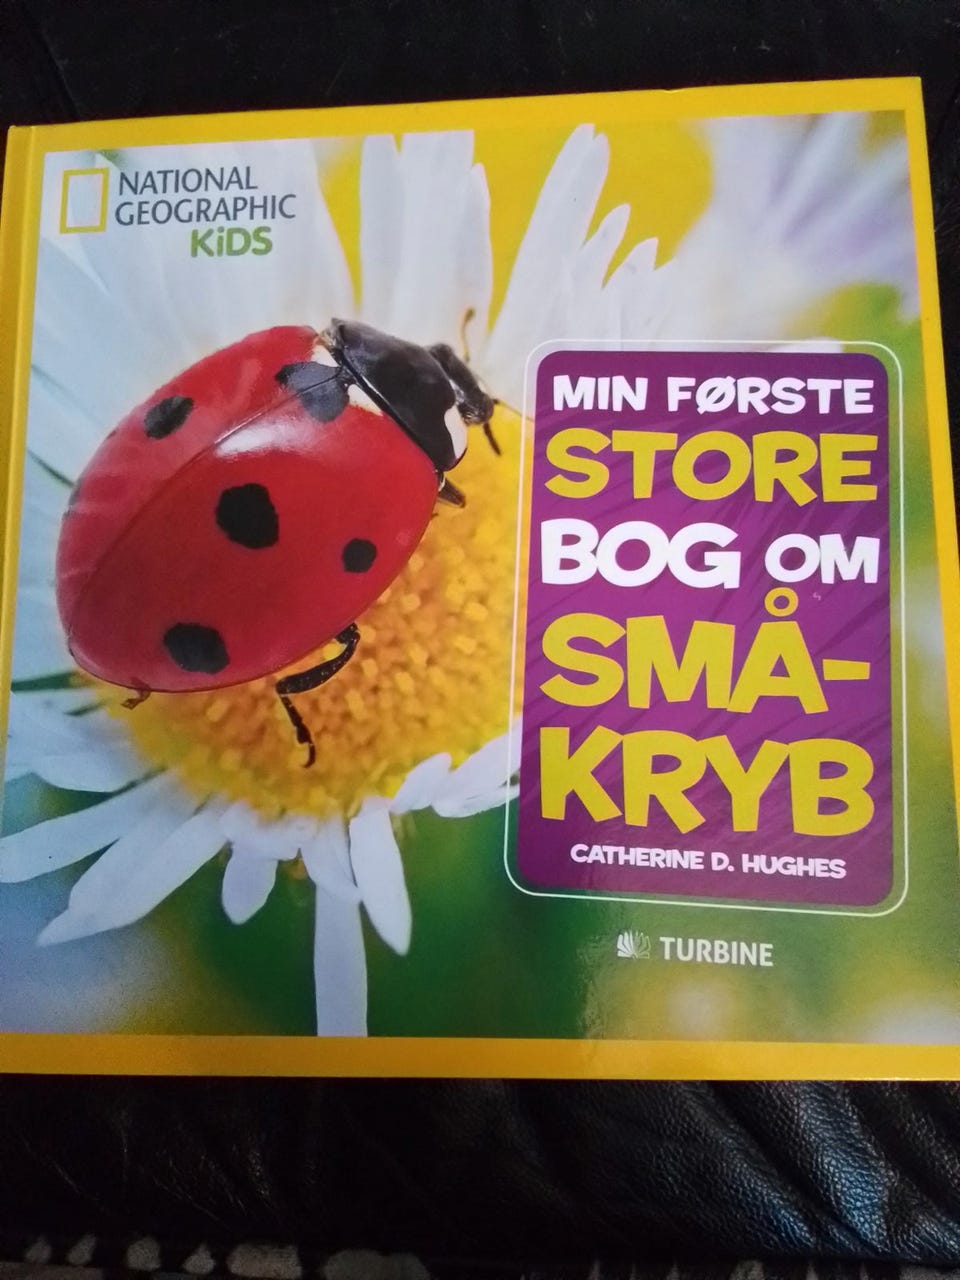 NATIONAL
GEOGRAPHIC
KiDS
MIN FØRSTE
STORE
BOG OM
SMÅ-
KRYB
CATHERINE D. HUGHES
TURBINE